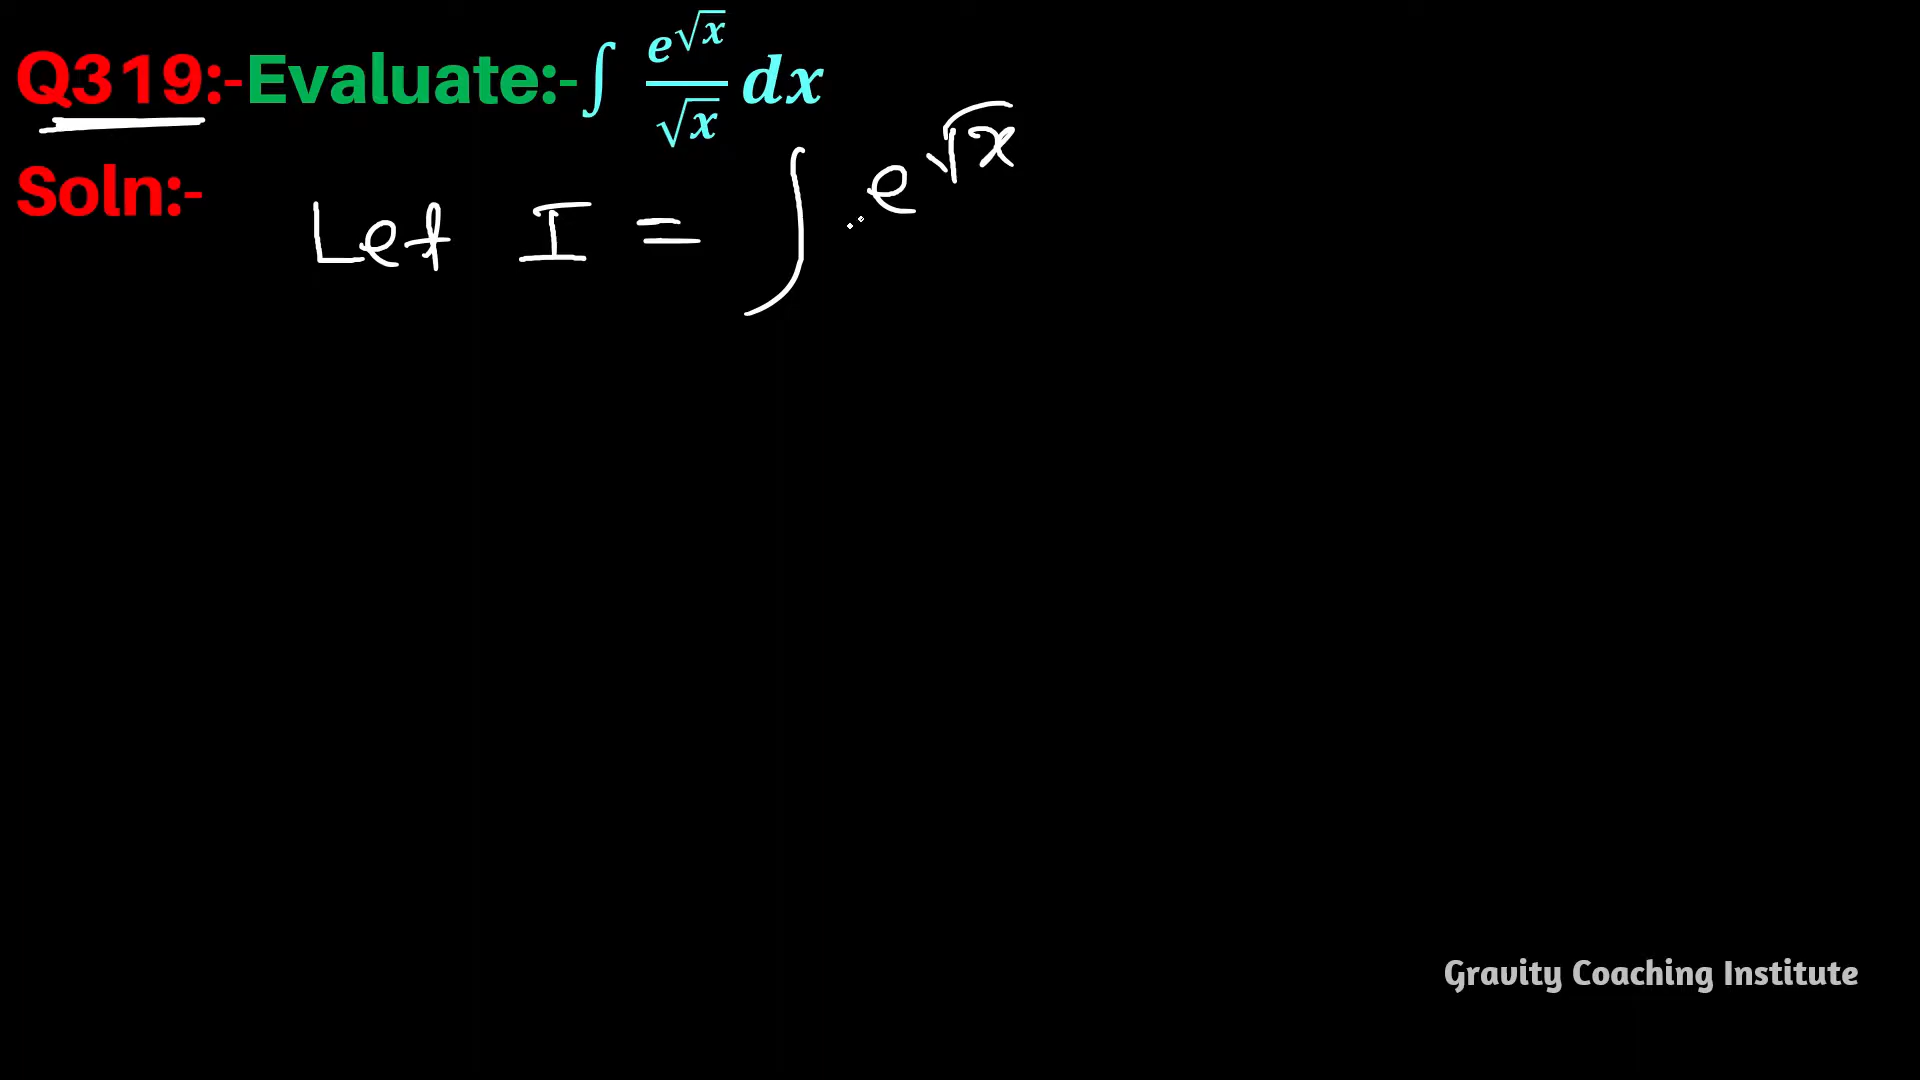 Q319:-Evaluate:-∫ e^√x/√x dx
Soln:- Let I = ∫ e^√x
Gravity Coaching Institute